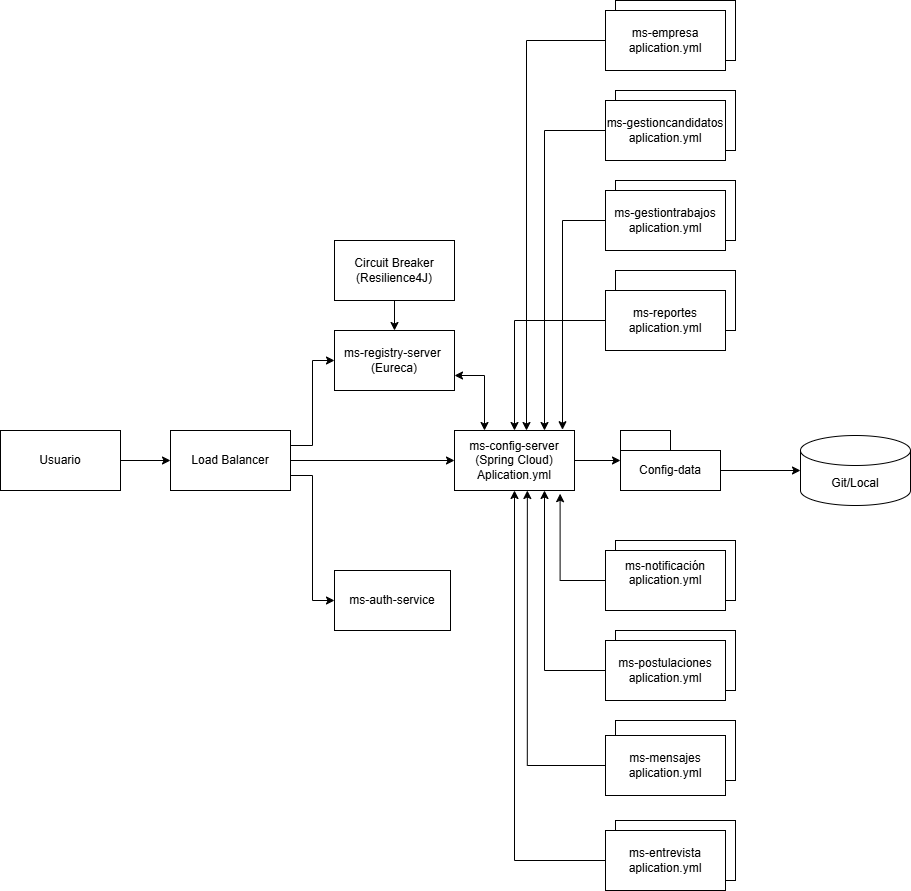 ms-empresa
aplication.yml
ms-gestioncandidatos
aplication.yml
ms-gestiontrabajos
aplication.yml
Circuit Breaker
(Resilience4J)
ms-reportes
aplication.yml
ms-registry-server
(Eureca)
Usuario
Load Balancer
ms-config-server
(Spring Cloud)
Aplication.yml
Config-data
Git/Local
ms-notificación
aplication.yml
ms-auth-service
ms-postulaciones
aplication.yml
ms-mensajes
aplication.yml
ms-entrevista
aplication.yml